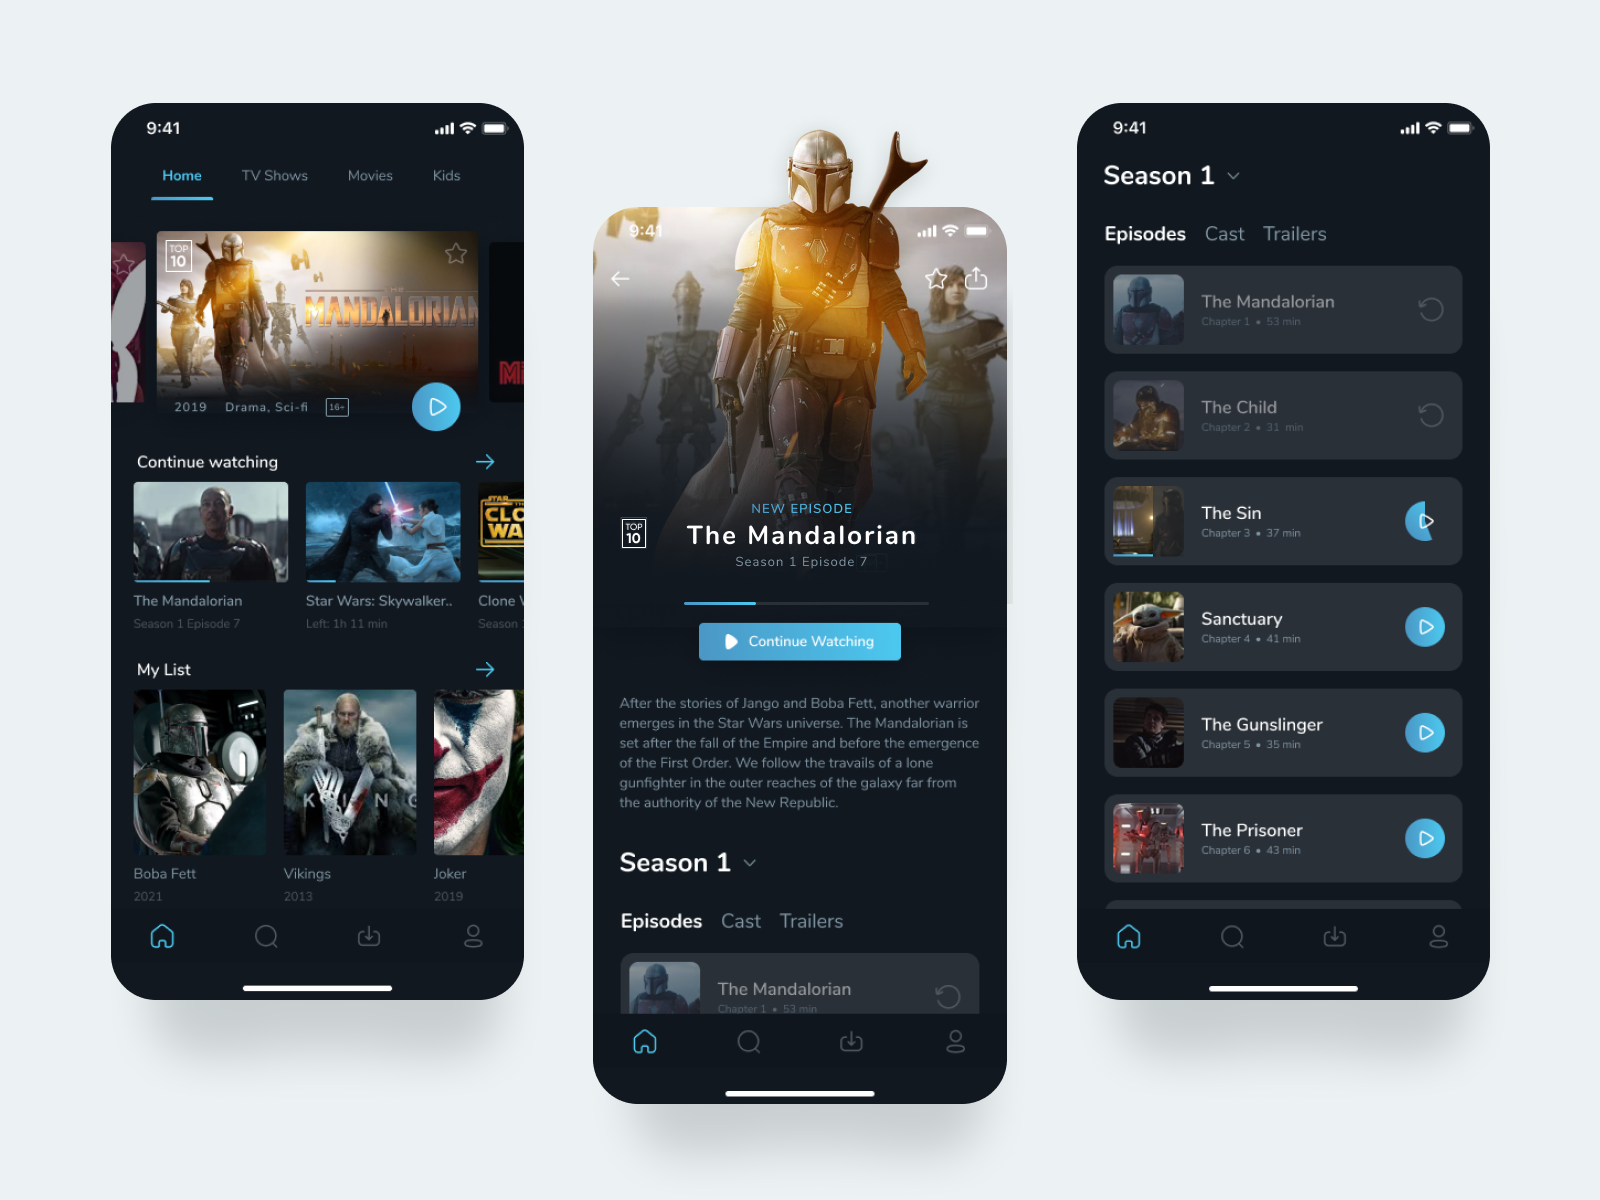 9:41
Home TV Shows Movies Kids
TOP
10
THE
MANDALORIAN
MI
2019 Drama, Sci-fi 16+
Continue watching
STAR
WARS
THE
CLO
WA
The Mandalorian Star Wars: Skywalker.. Clone
Season 1 Episode 7 Left: 1h 11 min Season
My List
VIKING
Boba Fett Vikings Joker
2021 2013 2019
9:41
NEW EPISODE
TOP
10
The Mandalorian
Season 1 Episode 7
Continue Watching
After the stories of Jango and Boba Fett, another warrior
emerges in the Star Wars universe. The Mandalorian is
set after the fall of the Empire and before the emergence
of the First Order. We follow the travails of a lone
gunfighter in the outer reaches of the galaxy far from
the authority of the New Republic.
Season 1
Episodes Cast Trailers
The Mandalorian
Chapter 1 • 53 min
9:41
Season 1
Episodes Cast Trailers
The Mandalorian
Chapter 1 • 53 min
The Child
Chapter 2 • 31 min
The Sin
Chapter 3 • 37 min
Sanctuary
Chapter 4 • 41 min
The Gunslinger
Chapter 5 • 35 min
The Prisoner
Chapter 6 • 43 min